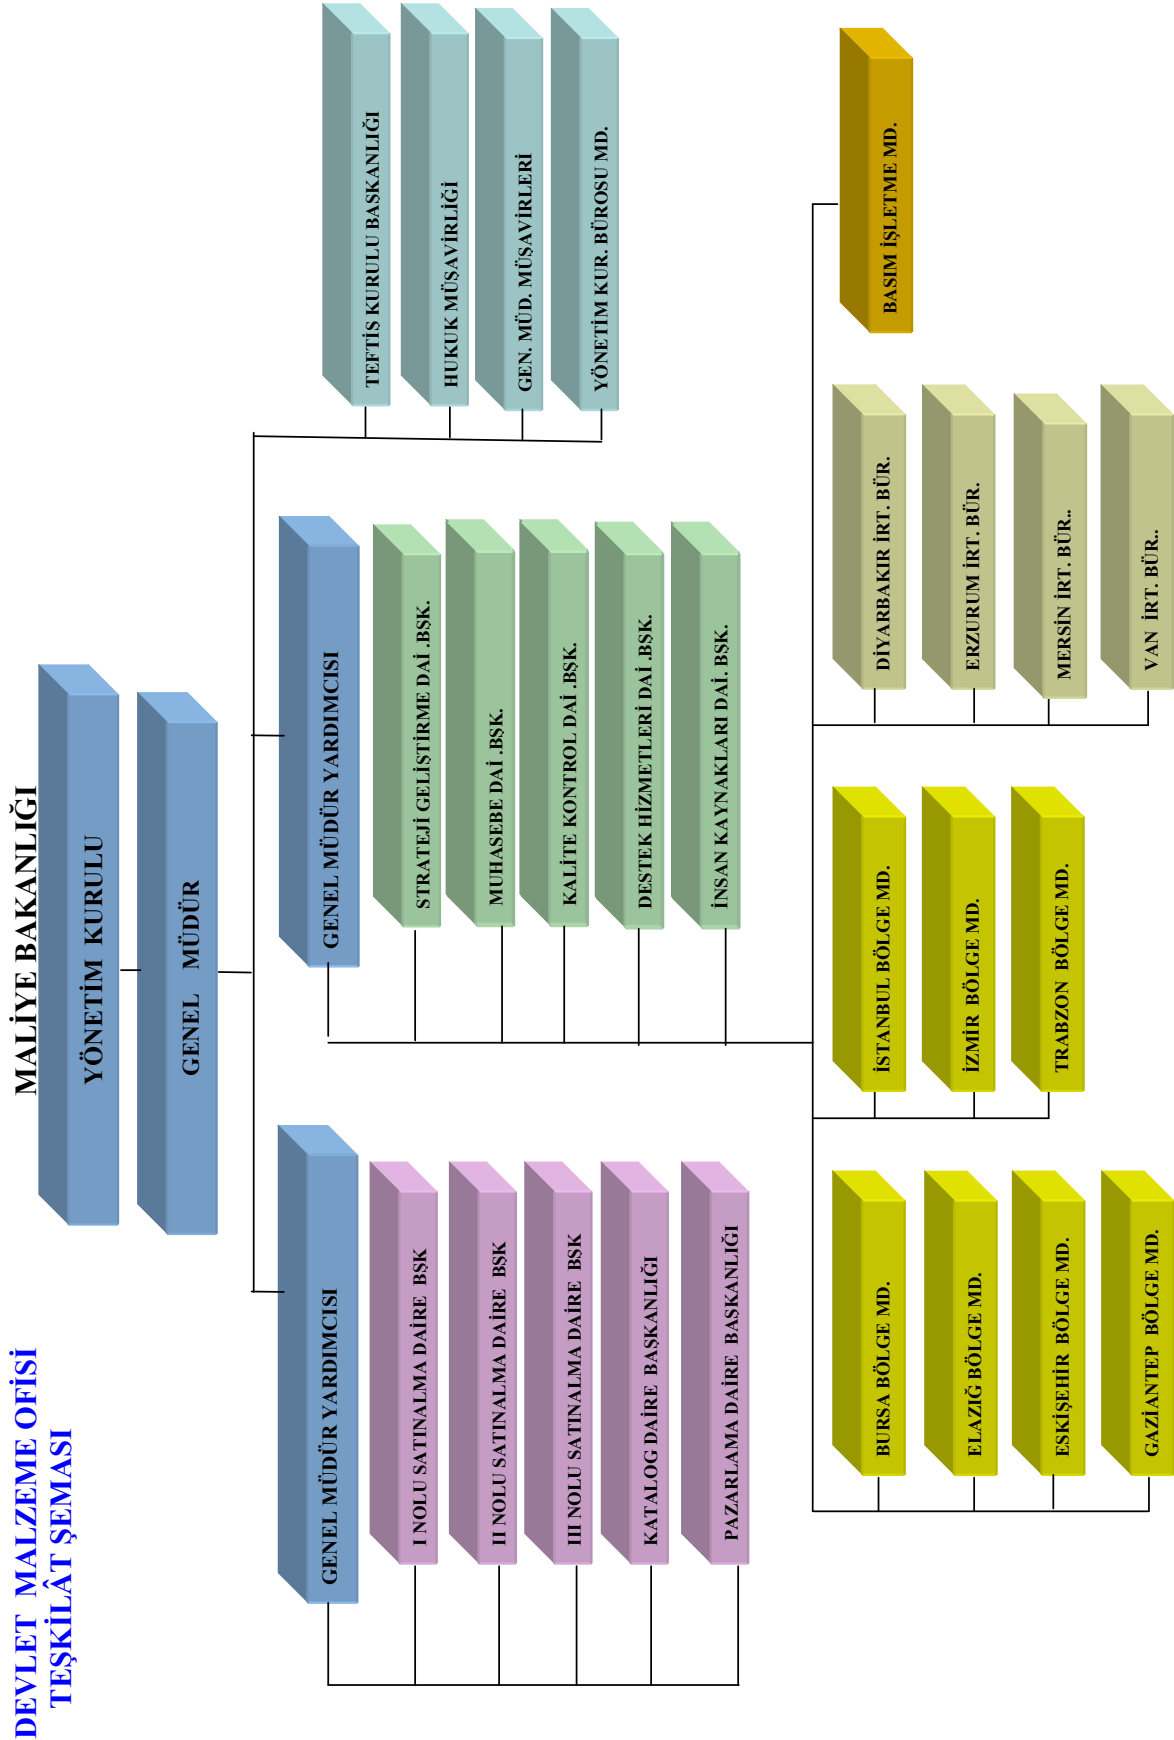 DEVLET MALZEME OFİSİ
TEŞKİLÂT ŞEMASI
MALİYE BAKANLIĞI
YÖNETİM KURULU
GENEL MÜDÜR
GENEL MÜDÜR YARDIMCISI
I NOLU SATINALMA DAİRE BŞK
II NOLU SATINALMA DAİRE BŞK
III NOLU SATINALMA DAİRE BŞK
KATALOG DAİRE BAŞKANLIĞI
PAZARLAMA DAİRE BAŞKANLIĞI
GENEL MÜDÜR YARDIMCISI
STRATEJİ GELİŞTİRME DAİ .BŞK.
MUHASEBE DAİ .BŞK.
KALİTE KONTROL DAİ .BŞK.
DESTEK HİZMETLERİ DAİ .BŞK.
İNSAN KAYNAKLARI DAİ. BŞK.
TEFTİŞ KURULU BAŞKANLIĞI
HUKUK MÜŞAVİRLİĞİ
GEN. MÜD. MÜŞAVİRLERİ
YÖNETİM KUR. BÜROSU MD.
BURSA BÖLGE MD.
ELAZIĞ BÖLGE MD.
ESKİŞEHİR BÖLGE MD.
GAZİANTEP BÖLGE MD.
İSTANBUL BÖLGE MD.
İZMİR BÖLGE MD.
TRABZON BÖLGE MD.
DİYARBAKIR İRT. BÜR.
ERZURUM İRT. BÜR.
MERSİN İRT. BÜR..
VAN İRT. BÜR..
BASIM İŞLETME MD.